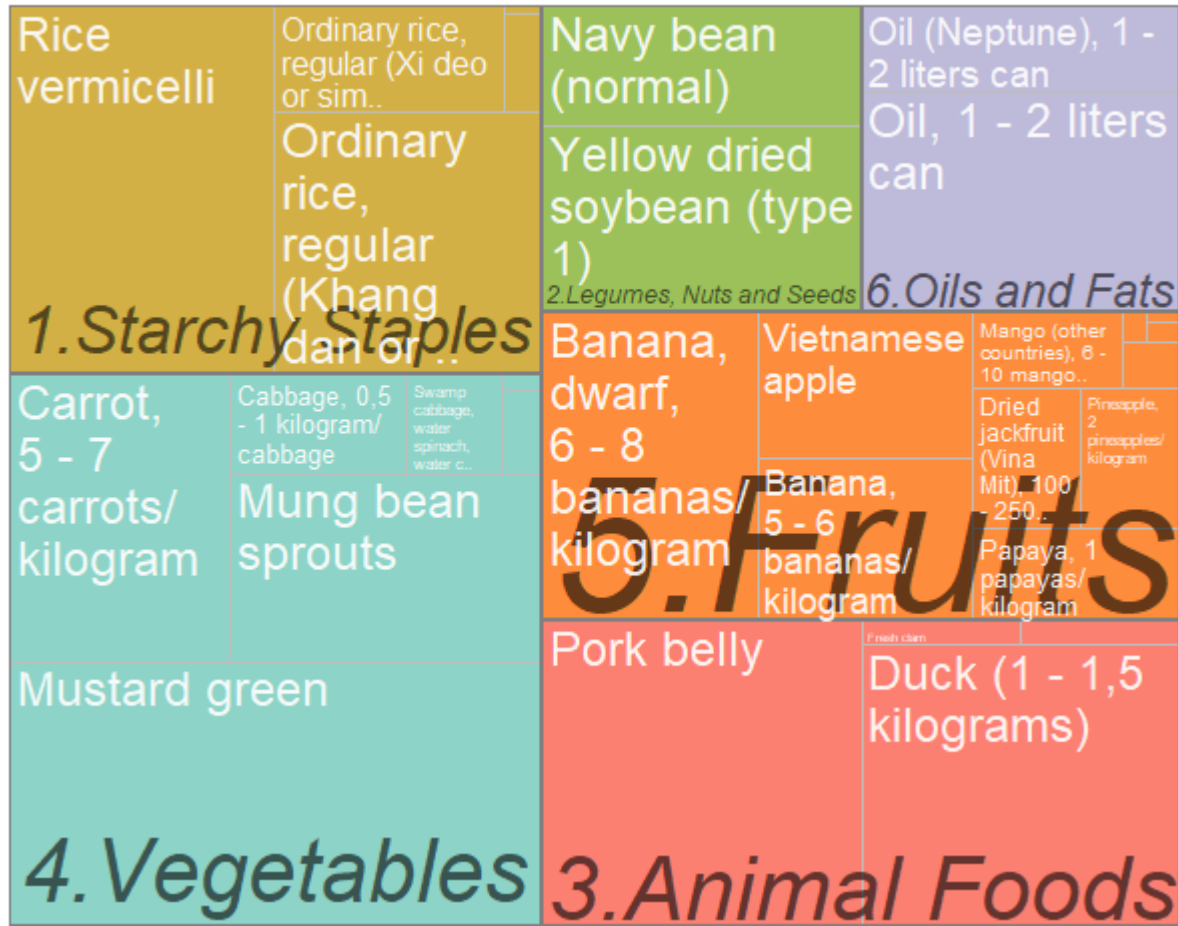 Rice
vermicelli
Ordinary rice,
regular (Xi deo
or sim..
Ordinary
rice,
regular
(Khang
dan or ..
1.Starchy Staples
Navy bean
(normal)
Yellow dried
soybean (type
1)
2.Legumes, Nuts and Seeds
Oil (Neptune), 1 -
2 liters can
Oil, 1 - 2 liters
can
6.Oils and Fats
Carrot,
5 - 7
carrots/
kilogram
Cabbage, 0,5
- 1 kilogram/
cabbage
Swamp
cabbage,
water
spinach,
water c..
Mung bean
sprouts
Mustard green
4.Vegetables
Banana,
dwarf,
6 - 8
bananas/
kilogram
Vietnamese
apple
Banana,
5 - 6
bananas/
kilogram
Mango (other
countries), 6 -
10 mango..
Dried
jackfruit
(Vina
Mit), 100
- 250..
Pineapple,
2
pineapples/
kilogram
Papaya, 1
papayas/
kilogram
5.Fruits
Pork belly
Fresh clam
Duck (1 - 1,5
kilograms)
3.Animal Foods